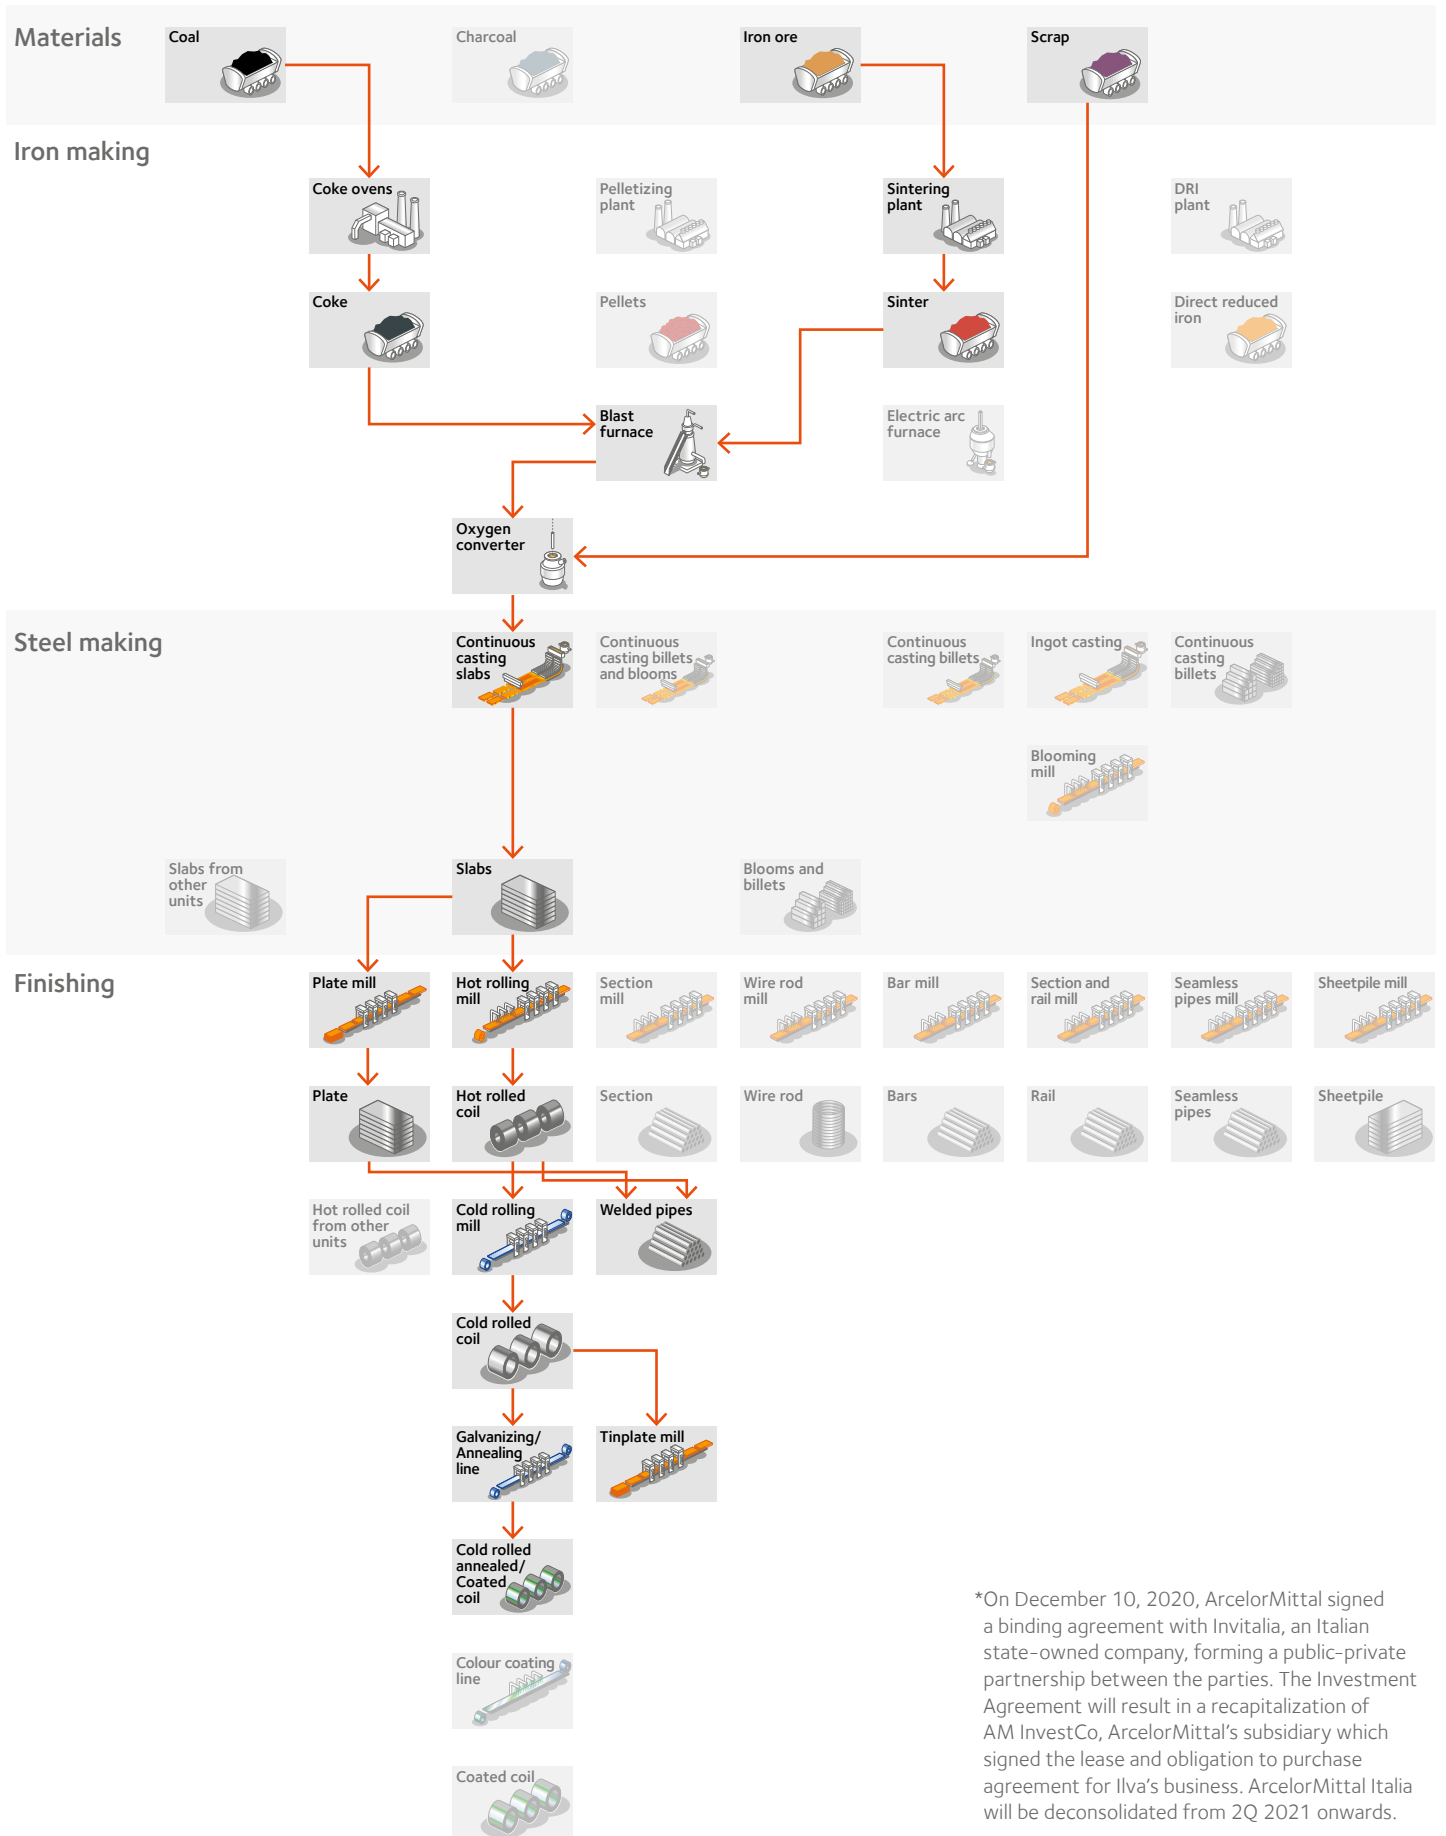 Materials
Coal
Charcoal
Iron ore
Scrap
Iron making
Coke ovens
Pelletizing
plant
Sintering
plant
DRI
plant
Coke
Pellets
Sinter
Direct reduced
iron
Blast
furnace
Electric arc
furnace
Oxygen
converter
Steel making
Continuous
casting
slabs
Continuous
casting billets
and blooms
Continuous
casting billets
Ingot casting
Continuous
casting
billets
Blooming
mill
Slabs from
other
units
Slabs
Blooms and
billets
Finishing
Plate mill
Hot rolling
mill
Section
mill
Wire rod
mill
Bar mill
Section and
rail mill
Seamless
pipes mill
Sheetpile mill
Plate
Hot rolled
coil
Section
Wire rod
Bars
Rail
Seamless
pipes
Sheetpile
Hot rolled coil
from other
units
Cold rolling
mill
Welded pipes
Cold rolled
coil
Galvanizing/
Annealing
line
Tinplate mill
Cold rolled
annealed/
Coated
coil
Colour coating
line
Coated coil
*On December 10, 2020, ArcelorMittal signed
a binding agreement with Invitalia, an Italian
state-owned company, forming a public-private
partnership between the parties. The Investment
Agreement will result in a recapitalization of
AM InvestCo, ArcelorMittal's subsidiary which
signed the lease and obligation to purchase
agreement for Ilva's business. ArcelorMittal Italia
will be deconsolidated from 2Q 2021 onwards.